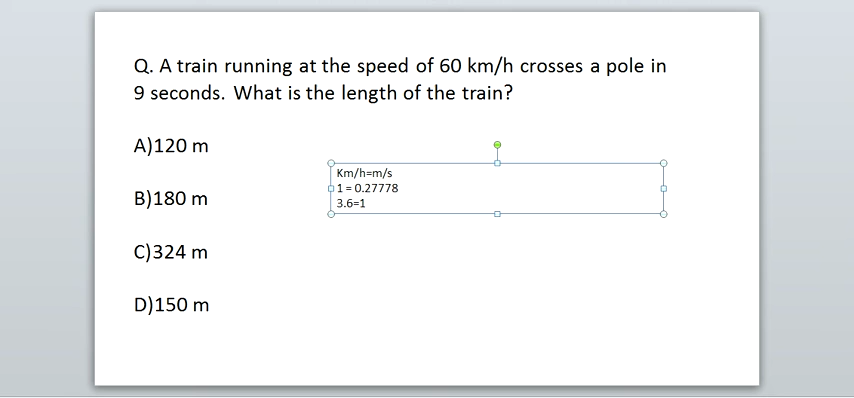 Q. A train running at the speed of 60 km/h crosses a pole in
9 seconds. What is the length of the train?
A)120 m
Km/h=m/s
1 = 0.27778
3.6=1
B)180 m
C)324 m
D)150 m